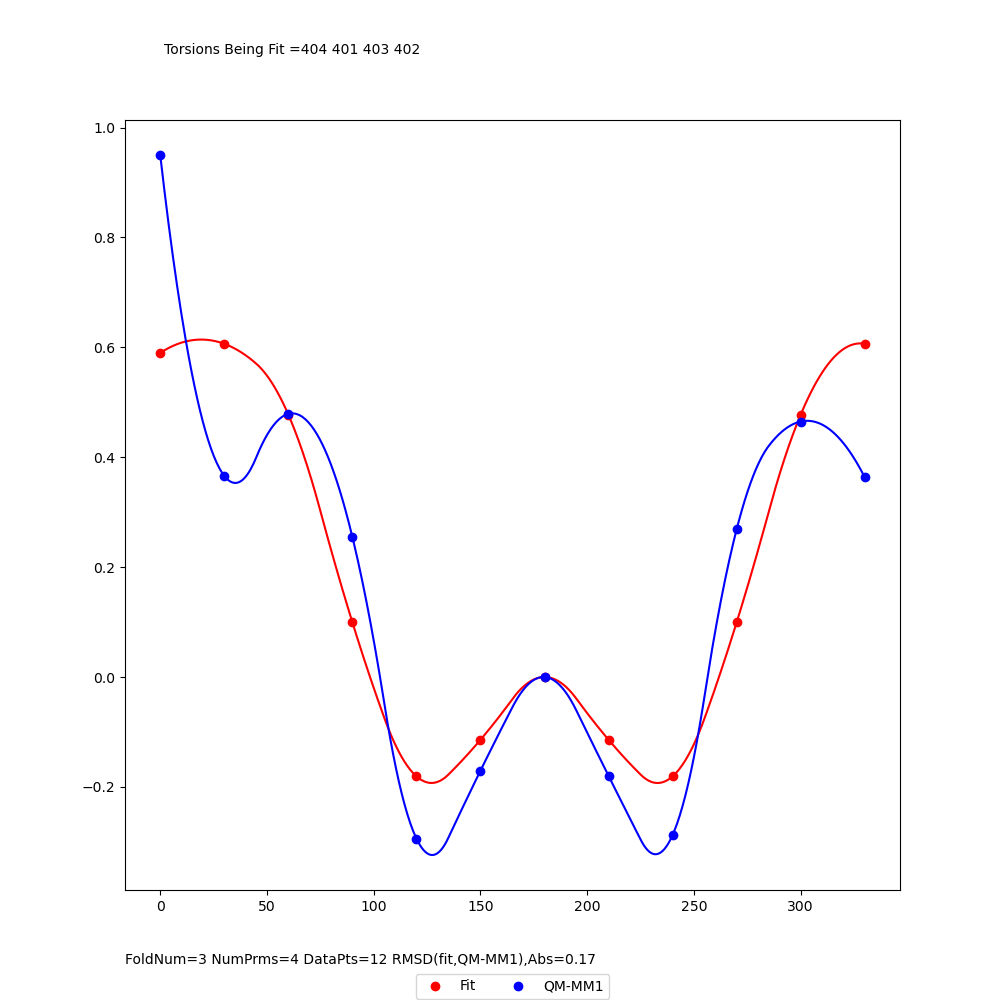 Torsions Being Fit =404 401 403 402
1.0
0.8
0.6
0.4
0.2
0.0
−0.2
0 50 100 150 200 250 300
FoldNum=3 NumPrms=4 DataPts=12 RMSD(fit,QM-MM1),Abs=0.17
Fit QM-MM1